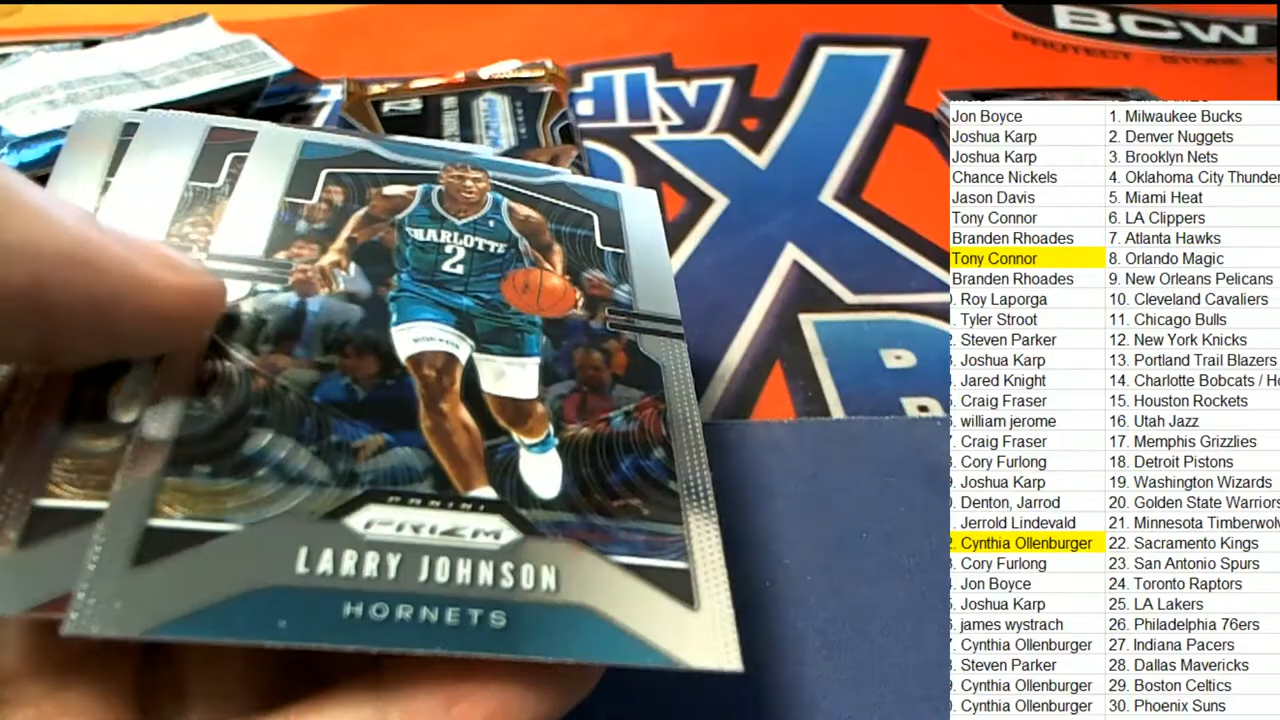 BCW
PROTECT · STORE ·
dly
X
B
CHARLOTTE
2
PANINI
PRIZM
LARRY JOHNSON
HORNETS
Jon Boyce 1. Milwaukee Bucks
Joshua Karp 2. Denver Nuggets
Joshua Karp 3. Brooklyn Nets
Chance Nickels 4. Oklahoma City Thunder
Jason Davis 5. Miami Heat
Tony Connor 6. LA Clippers
Branden Rhoades 7. Atlanta Hawks
Tony Connor 8. Orlando Magic
Branden Rhoades 9. New Orleans Pelicans
. Roy Laporga 10. Cleveland Cavaliers
. Tyler Stroot 11. Chicago Bulls
2. Steven Parker 12. New York Knicks
. Joshua Karp 13. Portland Trail Blazers
. Jared Knight 14. Charlotte Bobcats / H
. Craig Fraser 15. Houston Rockets
. william jerome 16. Utah Jazz
. Craig Fraser 17. Memphis Grizzlies
. Cory Furlong 18. Detroit Pistons
. Joshua Karp 19. Washington Wizards
. Denton, Jarrod 20. Golden State Warriors
. Jerrold Lindevald 21. Minnesota Timberwol
2. Cynthia Ollenburger 22. Sacramento Kings
. Cory Furlong 23. San Antonio Spurs
. Jon Boyce 24. Toronto Raptors
. Joshua Karp 25. LA Lakers
. james wystrach 26. Philadelphia 76ers
. Cynthia Ollenburger 27. Indiana Pacers
. Steven Parker 28. Dallas Mavericks
. Cynthia Ollenburger 29. Boston Celtics
. Cynthia Ollenburger 30. Phoenix Suns